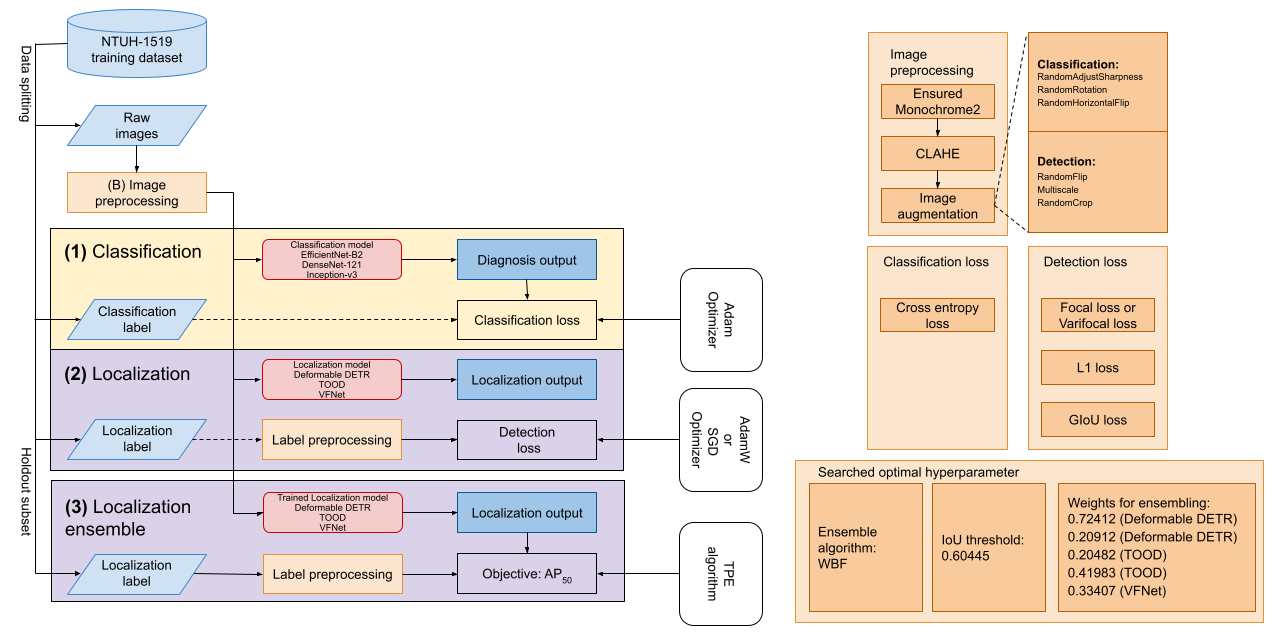 NTUH-1519
training dataset
Data splitting
Raw
images
(B) Image
preprocessing
(1) Classification
Classification model
EfficientNet-B2
DenseNet-121
Inception-v3
Diagnosis output
Classification
label
Classification loss
Adam
Optimizer
(2) Localization
Localization model
Deformable DETR
TOOD
VFNet
Localization output
Localization
label
Label preprocessing
Detection
loss
AdamW
or
SGD
Optimizer
Holdout subset
(3) Localization
ensemble
Trained Localization model
Deformable DETR
TOOD
VFNet
Localization output
Localization
label
Label preprocessing
Objective: AP50
TPE
algorithm
Image
preprocessing
Ensured
Monochrome2
CLAHE
Image
augmentation
Classification:
RandomAdjustSharpness
RandomRotation
RandomHorizontalFlip
Detection:
RandomFlip
Multiscale
RandomCrop
Classification loss
Cross entropy
loss
Detection loss
Focal loss or
Varifocal loss
L1 loss
GIoU loss
Searched optimal hyperparameter
Ensemble
algorithm:
WBF
IoU threshold:
0.60445
Weights for ensembling:
0.72412 (Deformable DETR)
0.20912 (Deformable DETR)
0.20482 (TOOD)
0.41983 (TOOD)
0.33407 (VFNet)